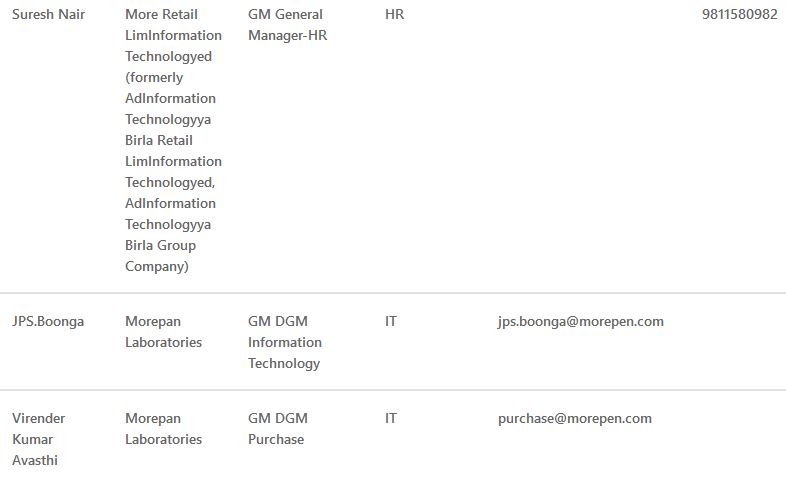 Suresh Nair
More Retail
LimInformation
Technologyed
(formerly
AdInformation
Technologyya
Birla Retail
LimInformation
Technologyed,
AdInformation
Technologyya
Birla Group
Company)
GM General
Manager-HR
HR
9811580982
JPS.Boonga
Morepan
Laboratories
GM DGM
Information
Technology
IT
jps.boonga@morepen.com
Virender
Kumar
Avasthi
Morepan
Laboratories
GM DGM
Purchase
IT
purchase@morepen.com